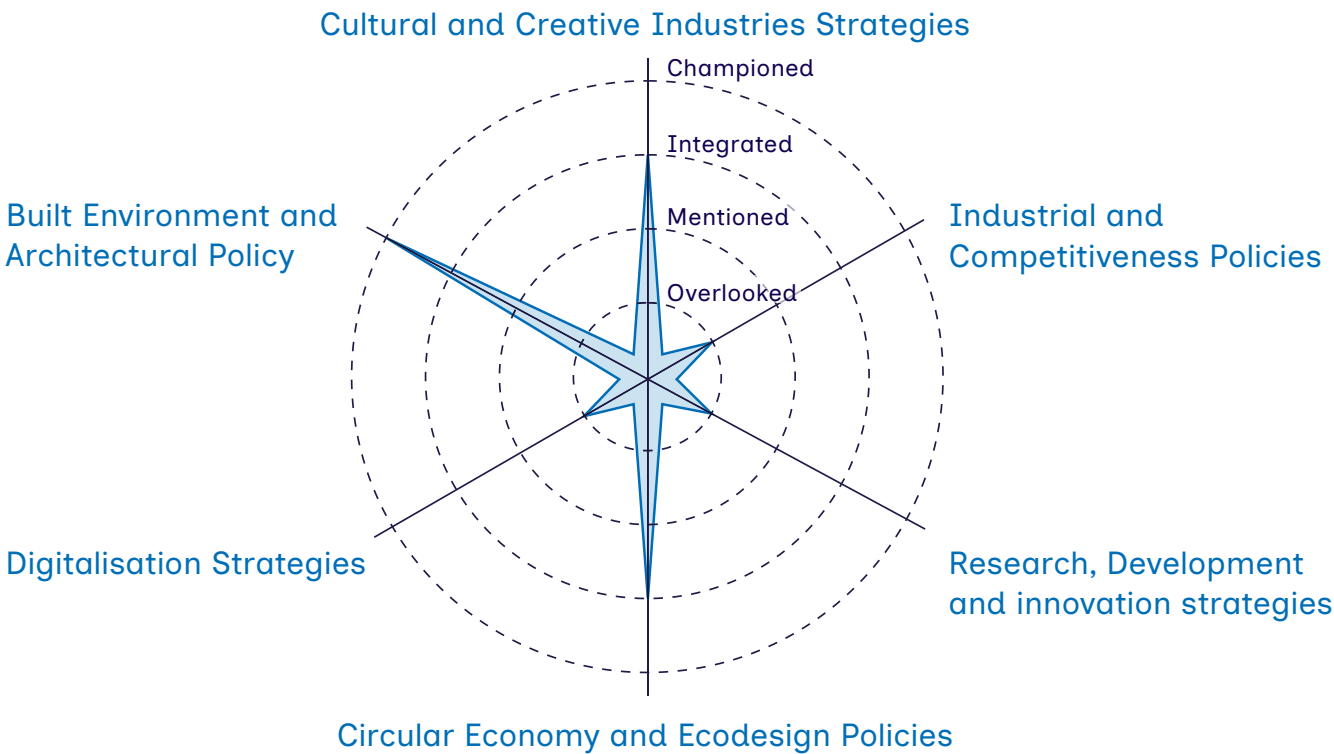 Cultural and Creative Industries Strategies
Championed
Integrated
Mentioned
Overlooked
Built Environment and
Architectural Policy
Industrial and
Competitiveness Policies
Digitalisation Strategies
Research, Development
and innovation strategies
Circular Economy and Ecodesign Policies